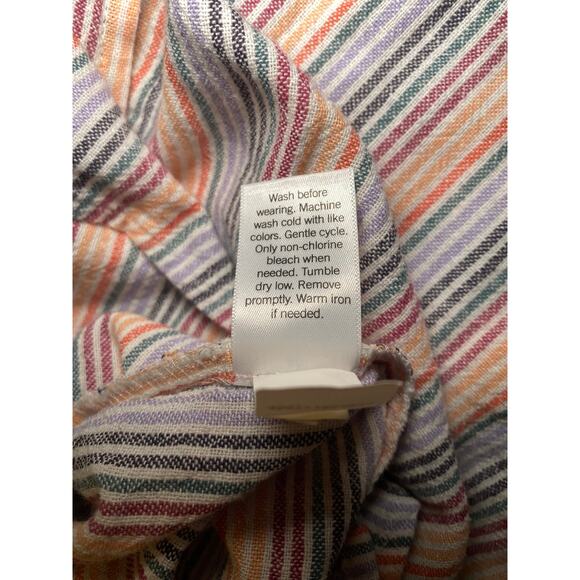 Wash before
wearing. Machine
wash cold with like
colors. Gentle cycle.
Only non-chlorine
bleach when
needed. Tumble
dry low. Remove
promptly. Warm iron
if needed.